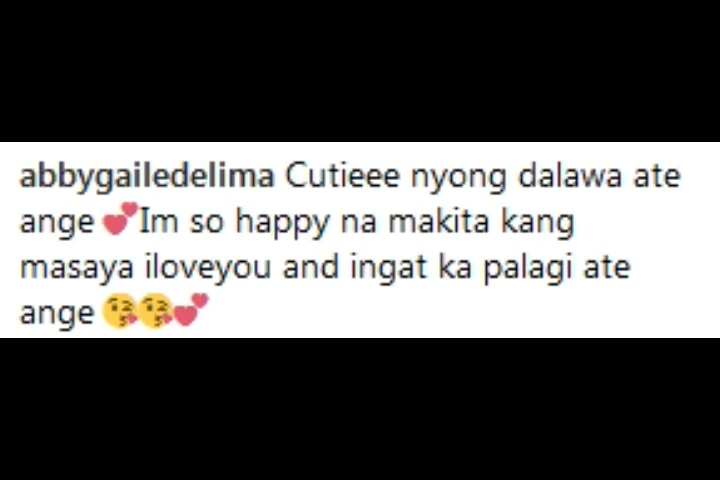 abbygailedelima Cutieee nyong dalawa ate
ange 💕Im so happy na makita kang
masaya iloveyou and ingat ka palagi ate
ange 😘😘💕